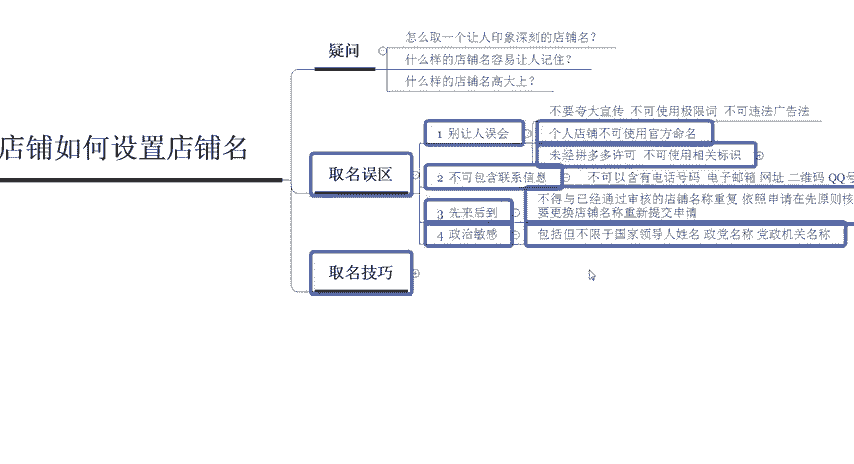 店铺如何设置店铺名
疑问
怎么取一个让人印象深刻的店铺名?
什么样的店铺名容易让人记住?
什么样的店铺名高大上?
取名误区
1 别让人误会
不要夸大宣传 不可使用极限词 不可违法广告法
个人店铺不可使用官方命名
未经拼多多许可 不可使用相关标识
2 不可包含联系信息
不可以含有电话号码 电子邮箱 网址 二维码 QQ号
3 先来后到
不得与已经通过审核的店铺名称重复 依照申请在先原则核
要更换店铺名称重新提交申请
4 政治敏感
包括但不限于国家领导人姓名 政党名称 党政机关名称
取名技巧